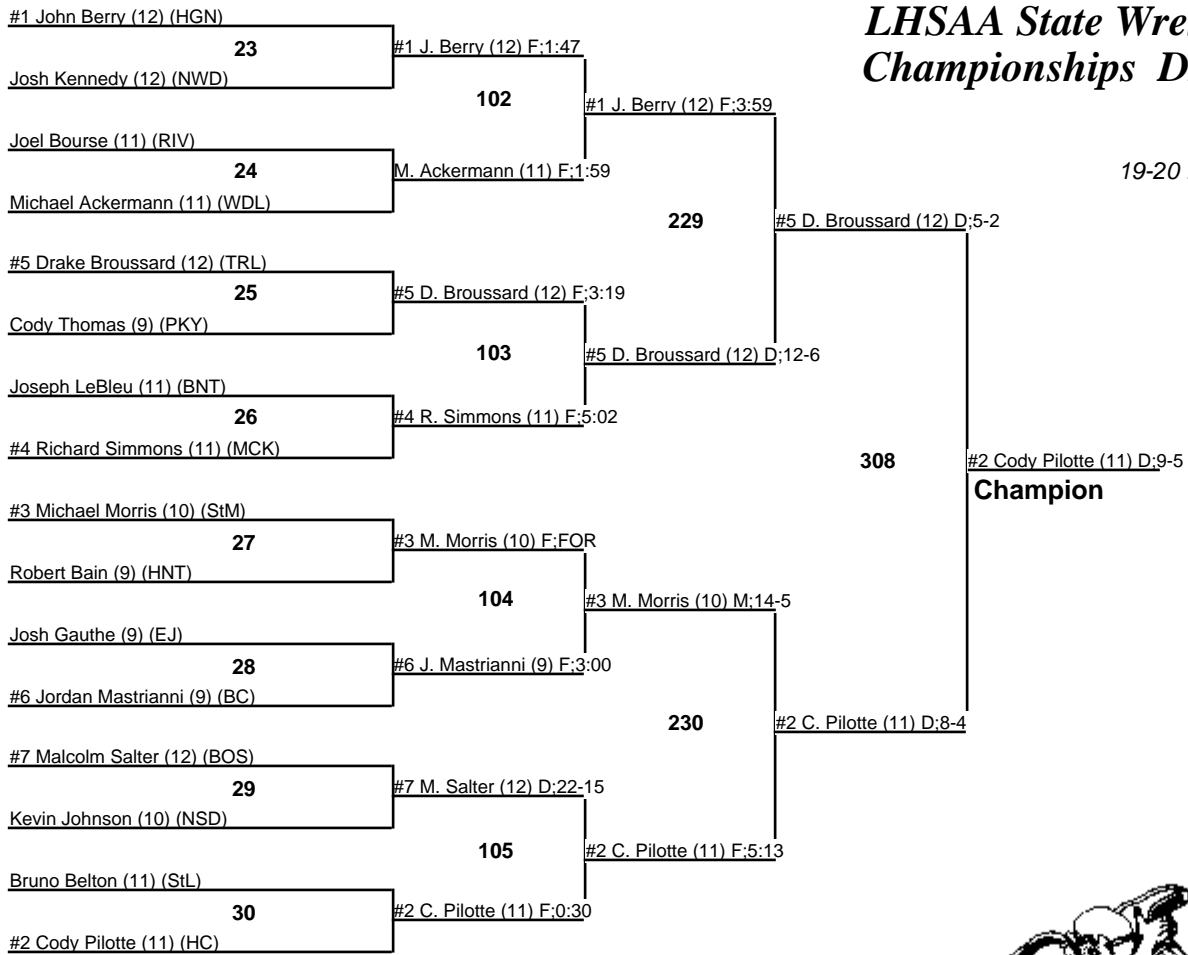 LHSAA State Wre
Championships D
19-20
#1 John Berry (12) (HGN)
23
Josh Kennedy (12) (NWD)
#1 J. Berry (12) F;1:47
102
Joel Bourse (11) (RIV)
24
Michael Ackermann (11) (WDL)
M. Ackermann (11) F;1:59
#1 J. Berry (12) F;3:59
229
#5 Drake Broussard (12) (TRL)
25
Cody Thomas (9) (PKY)
#5 D. Broussard (12) F;3:19
103
Joseph LeBleu (11) (BNT)
26
#4 Richard Simmons (11) (MCK)
#4 R. Simmons (11) F;5:02
#5 D. Broussard (12) D;12-6
#5 D. Broussard (12) D;5-2
308
#3 Michael Morris (10) (StM)
27
Robert Bain (9) (HNT)
#3 M. Morris (10) F;FOR
104
Josh Gauthe (9) (EJ)
28
#6 Jordan Mastrianni (9) (BC)
#6 J. Mastrianni (9) F;3:00
#3 M. Morris (10) M;14-5
230
#7 Malcolm Salter (12) (BOS)
29
Kevin Johnson (10) (NSD)
#7 M. Salter (12) D;22-15
105
Bruno Belton (11) (StL)
30
#2 Cody Pilotte (11) (HC)
#2 C. Pilotte (11) F;0:30
#2 C. Pilotte (11) F;5:13
#2 C. Pilotte (11) D;8-4
#2 Cody Pilotte (11) D;9-5
Champion